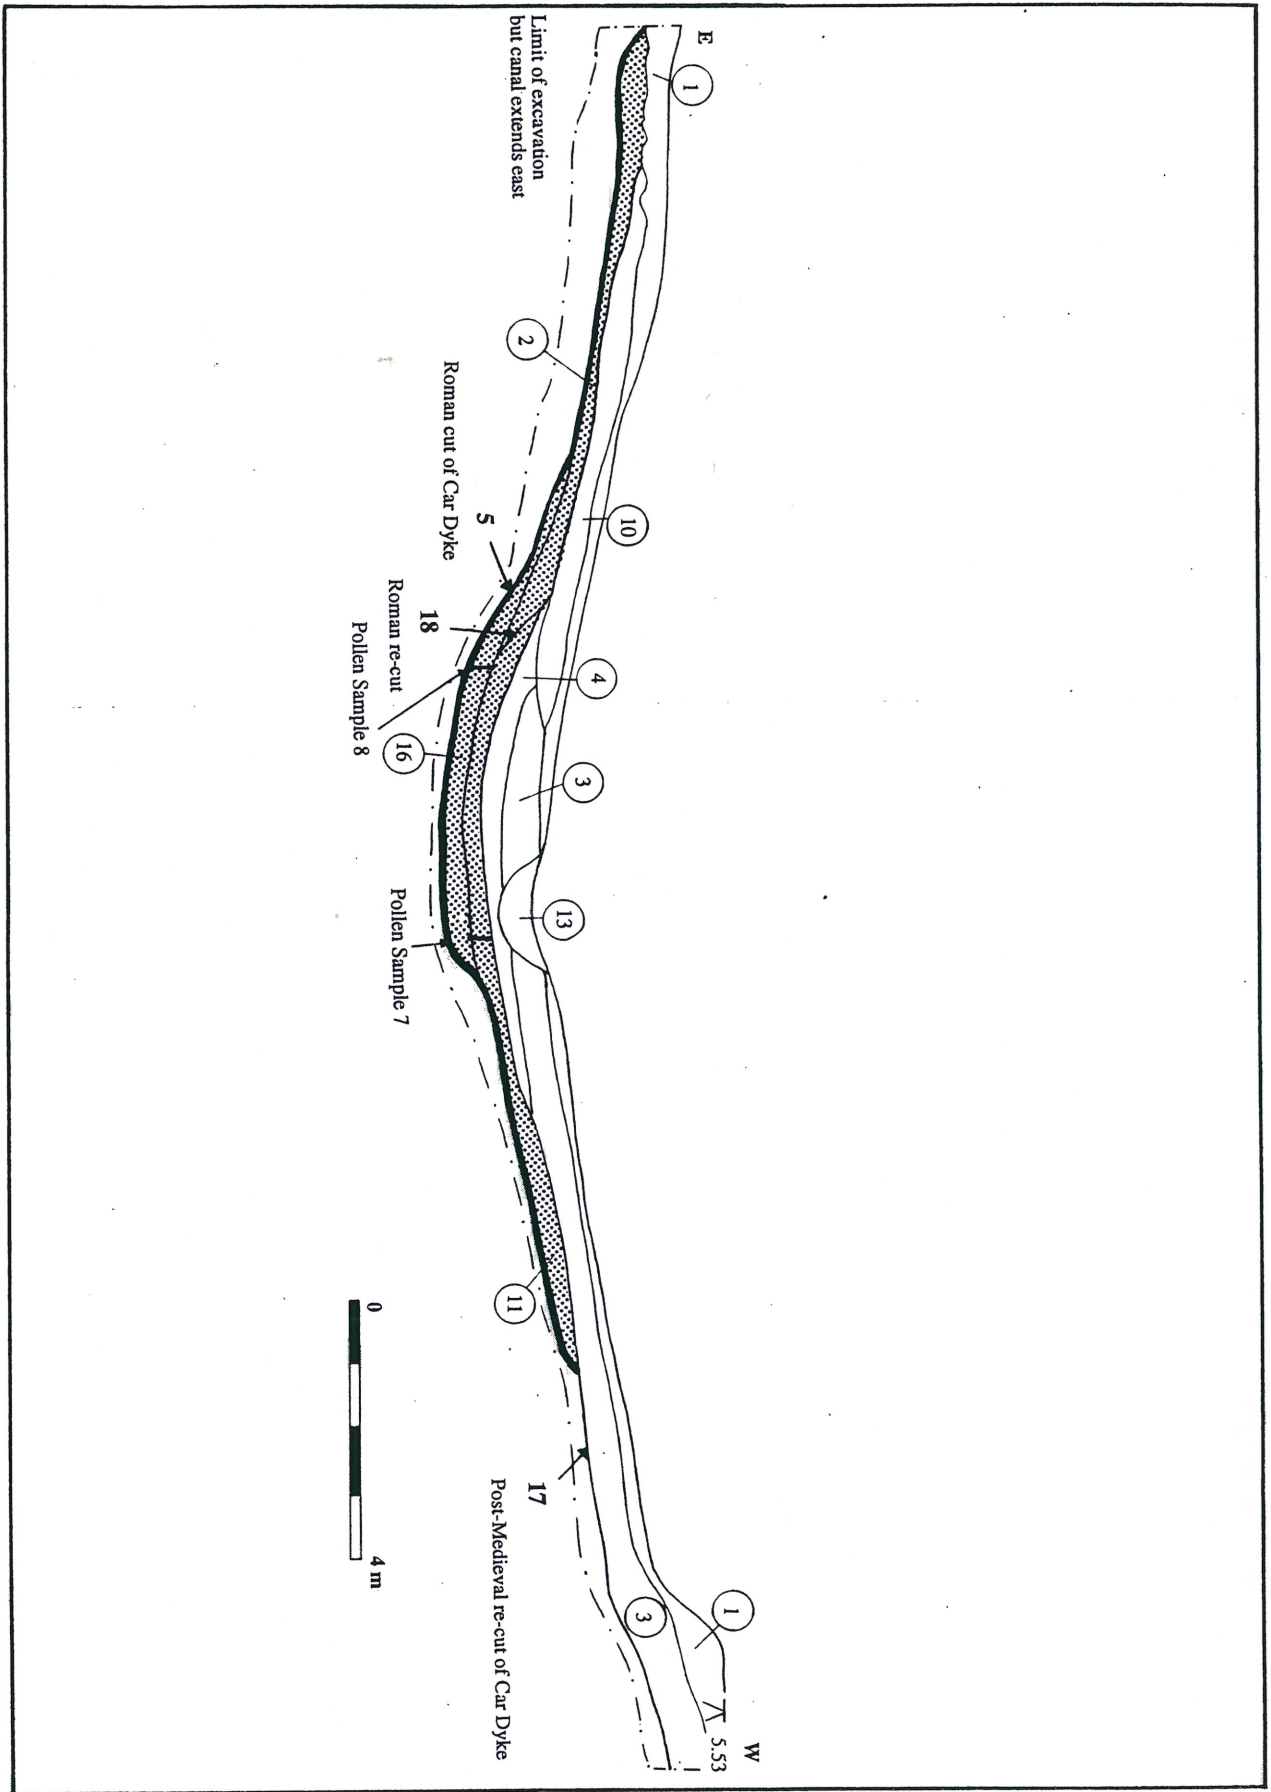 E
W
1
1
5.53
10
4
3
13
3
2
5
Roman cut of Car Dyke
18
Roman re-cut
Pollen Sample 8
16
Pollen Sample 7
11
17
Post-Medieval re-cut of Car Dyke
Limit of excavation
but canal extends east
0
4 m